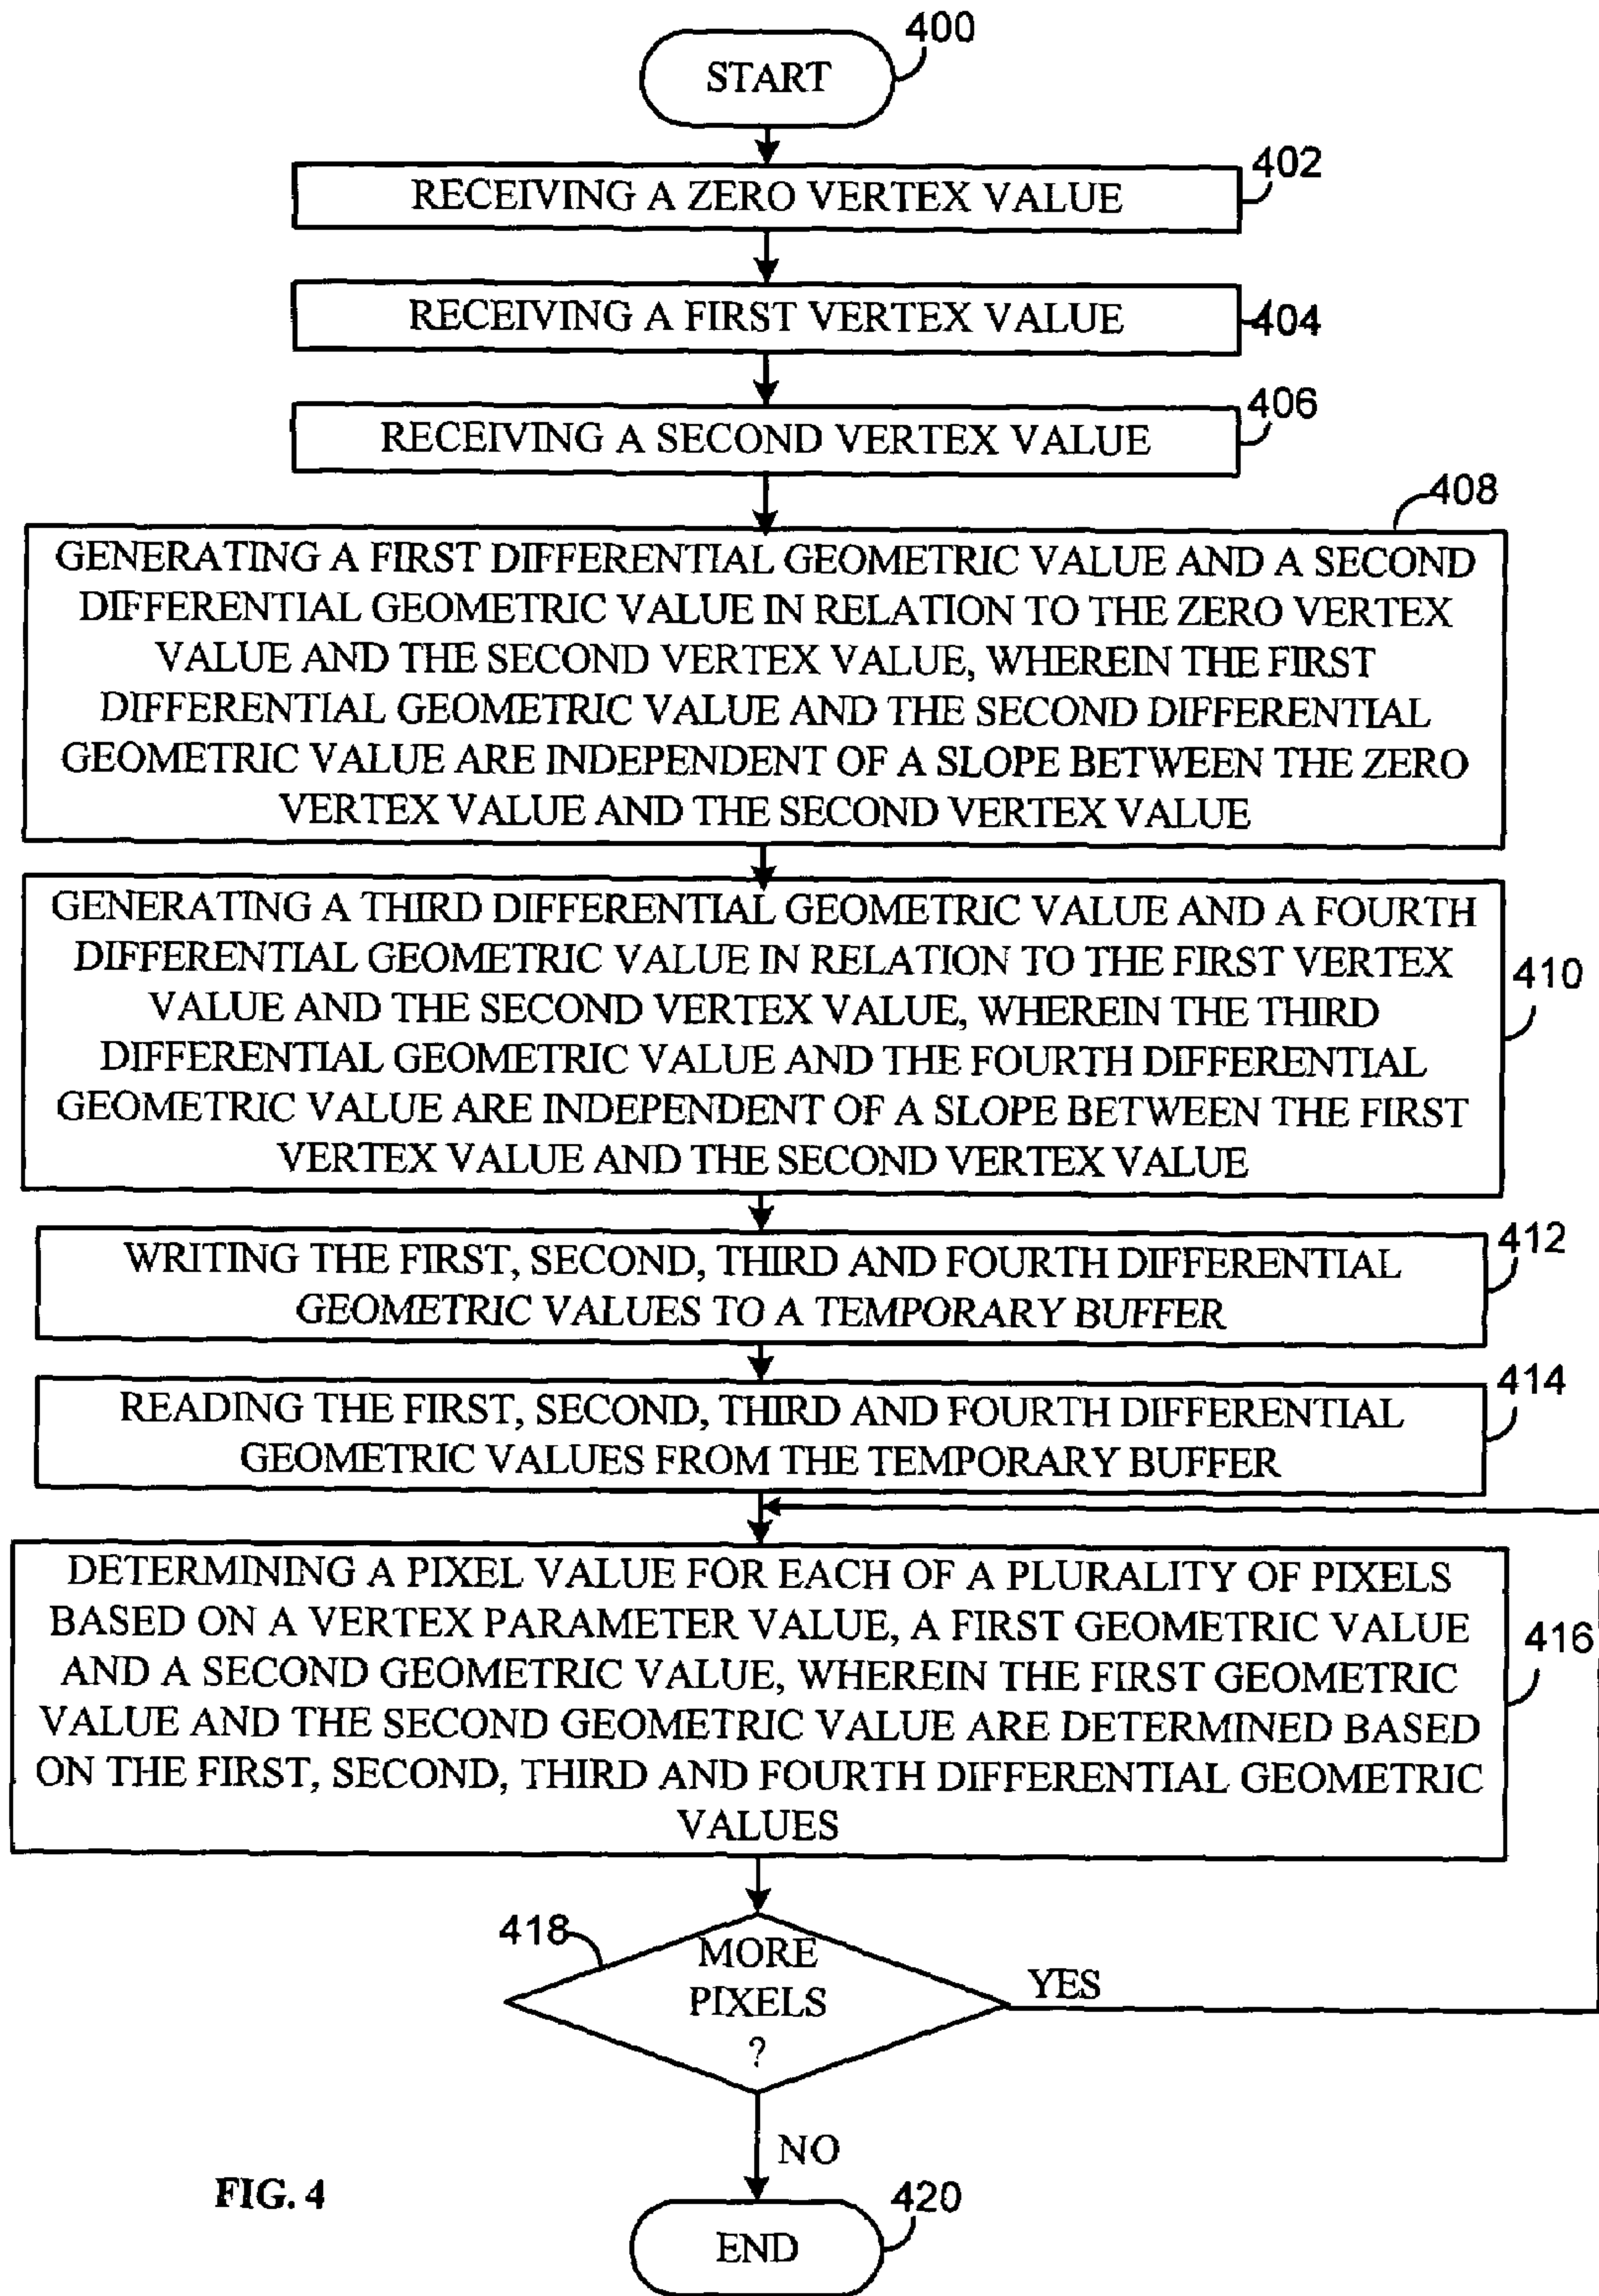 400
START
402
RECEIVING A ZERO VERTEX VALUE
RECEIVING A FIRST VERTEX VALUE
404
406
RECEIVING A SECOND VERTEX VALUE
408
GENERATING A FIRST DIFFERENTIAL GEOMETRIC VALUE AND A SECOND
DIFFERENTIAL GEOMETRIC VALUE IN RELATION TO THE ZERO VERTEX
VALUE AND THE SECOND VERTEX VALUE, WHEREIN THE FIRST
DIFFERENTIAL GEOMETRIC VALUE AND THE SECOND DIFFERENTIAL
GEOMETRIC VALUE ARE INDEPENDENT OF A SLOPE BETWEEN THE ZERO
VERTEX VALUE AND THE SECOND VERTEX VALUE
GENERATING A THIRD DIFFERENTIAL GEOMETRIC VALUE AND A FOURTH
DIFFERENTIAL GEOMETRIC VALUE IN RELATION TO THE FIRST VERTEX
410
VALUE AND THE SECOND VERTEX VALUE, WHEREIN THE THIRD
DIFFERENTIAL GEOMETRIC VALUE AND THE FOURTH DIFFERENTIAL
GEOMETRIC VALUE ARE INDEPENDENT OF A SLOPE BETWEEN THE FIRST
VERTEX VALUE AND THE SECOND VERTEX VALUE
412
WRITING THE FIRST, SECOND, THIRD AND FOURTH DIFFERENTIAL
GEOMETRIC VALUES TO A TEMPORARY BUFFER
414
READING THE FIRST, SECOND, THIRD AND FOURTH DIFFERENTIAL
GEOMETRIC VALUES FROM THE TEMPORARY BUFFER
DETERMINING A PIXEL VALUE FOR EACH OF A PLURALITY OF PIXELS
BASED ON A VERTEX PARAMETER VALUE, A FIRST GEOMETRIC VALUE
416
AND A SECOND GEOMETRIC VALUE, WHEREIN THE FIRST GEOMETRIC
VALUE AND THE SECOND GEOMETRIC VALUE ARE DETERMINED BASED
ON THE FIRST, SECOND, THIRD AND FOURTH DIFFERENTIAL GEOMETRIC
VALUES
418
MORE
PIXELS
?
YES
NO
FIG. 4
420
END